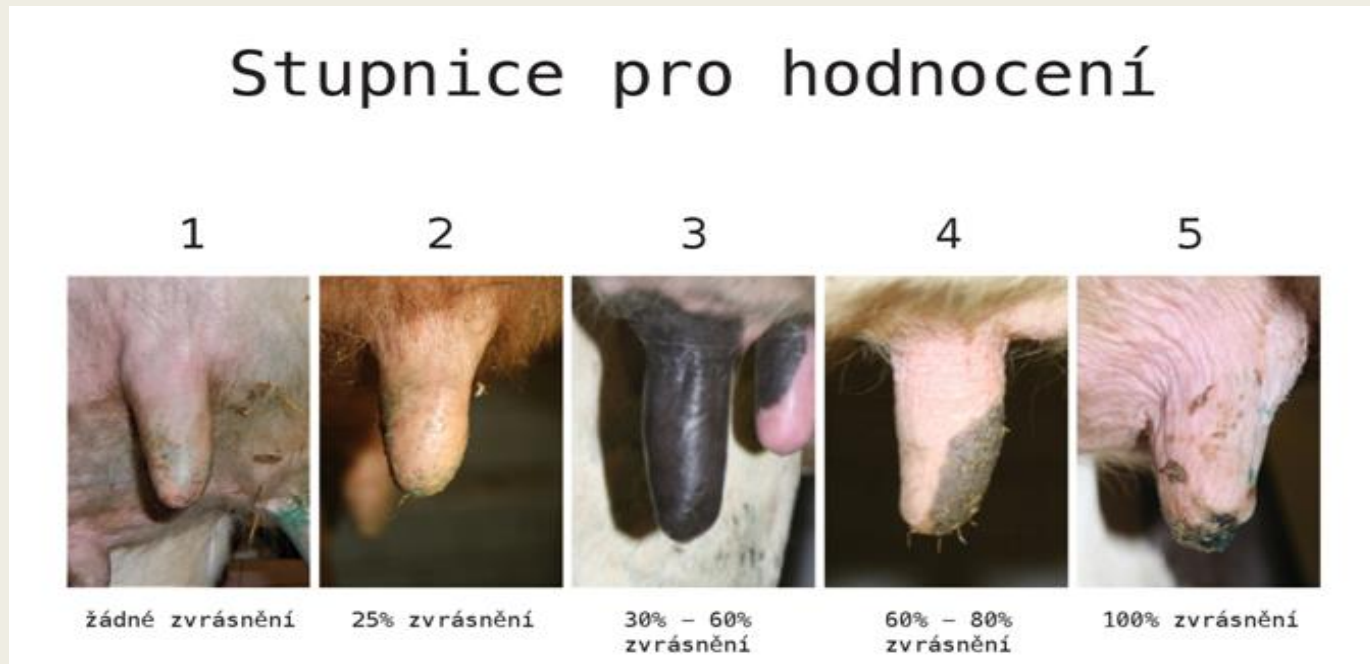 Stupnice pro hodnocení
1 2 3 4 5
žádné zvrásnění
25% zvrásnění
30% – 60%
zvrásnění
60% – 80%
zvrásnění
100% zvrásnění